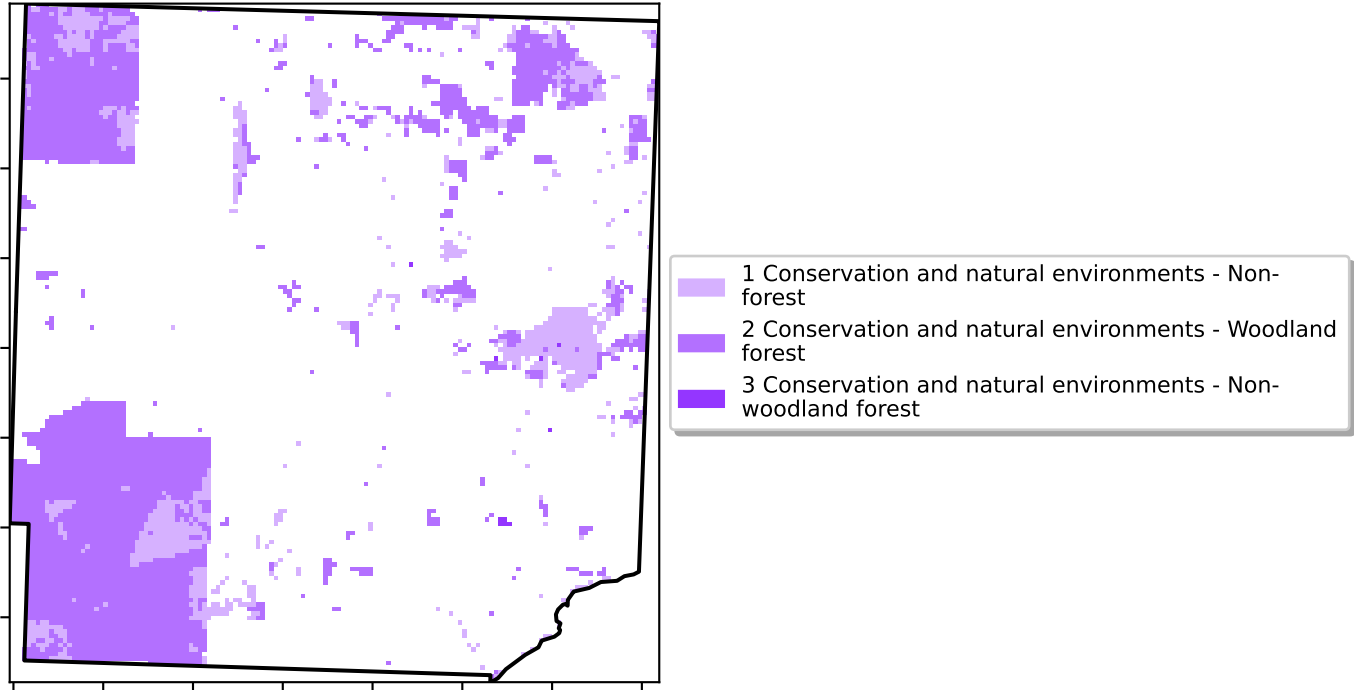 1 Conservation and natural environments - Non-
forest
2 Conservation and natural environments - Woodland
forest
3 Conservation and natural environments - Non-
woodland forest